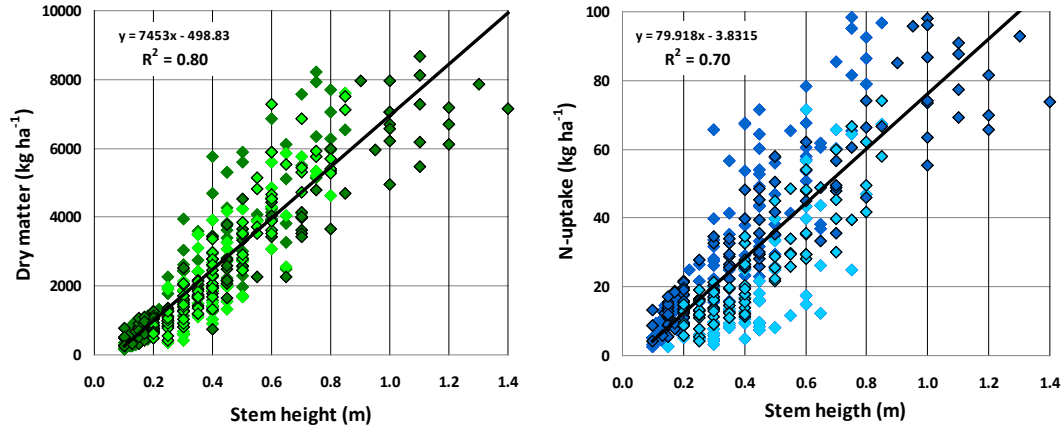 y = 7453x - 498.83
R² = 0.80
10000
8000
6000
4000
2000
0
Dry matter (kg ha⁻¹)
0.0 0.2 0.4 0.6 0.8 1.0 1.2 1.4
Stem height (m)
y = 79.918x - 3.8315
R² = 0.70
100
80
60
40
20
0
N-uptake (kg ha⁻¹)
0.0 0.2 0.4 0.6 0.8 1.0 1.2 1.4
Stem heigth (m)